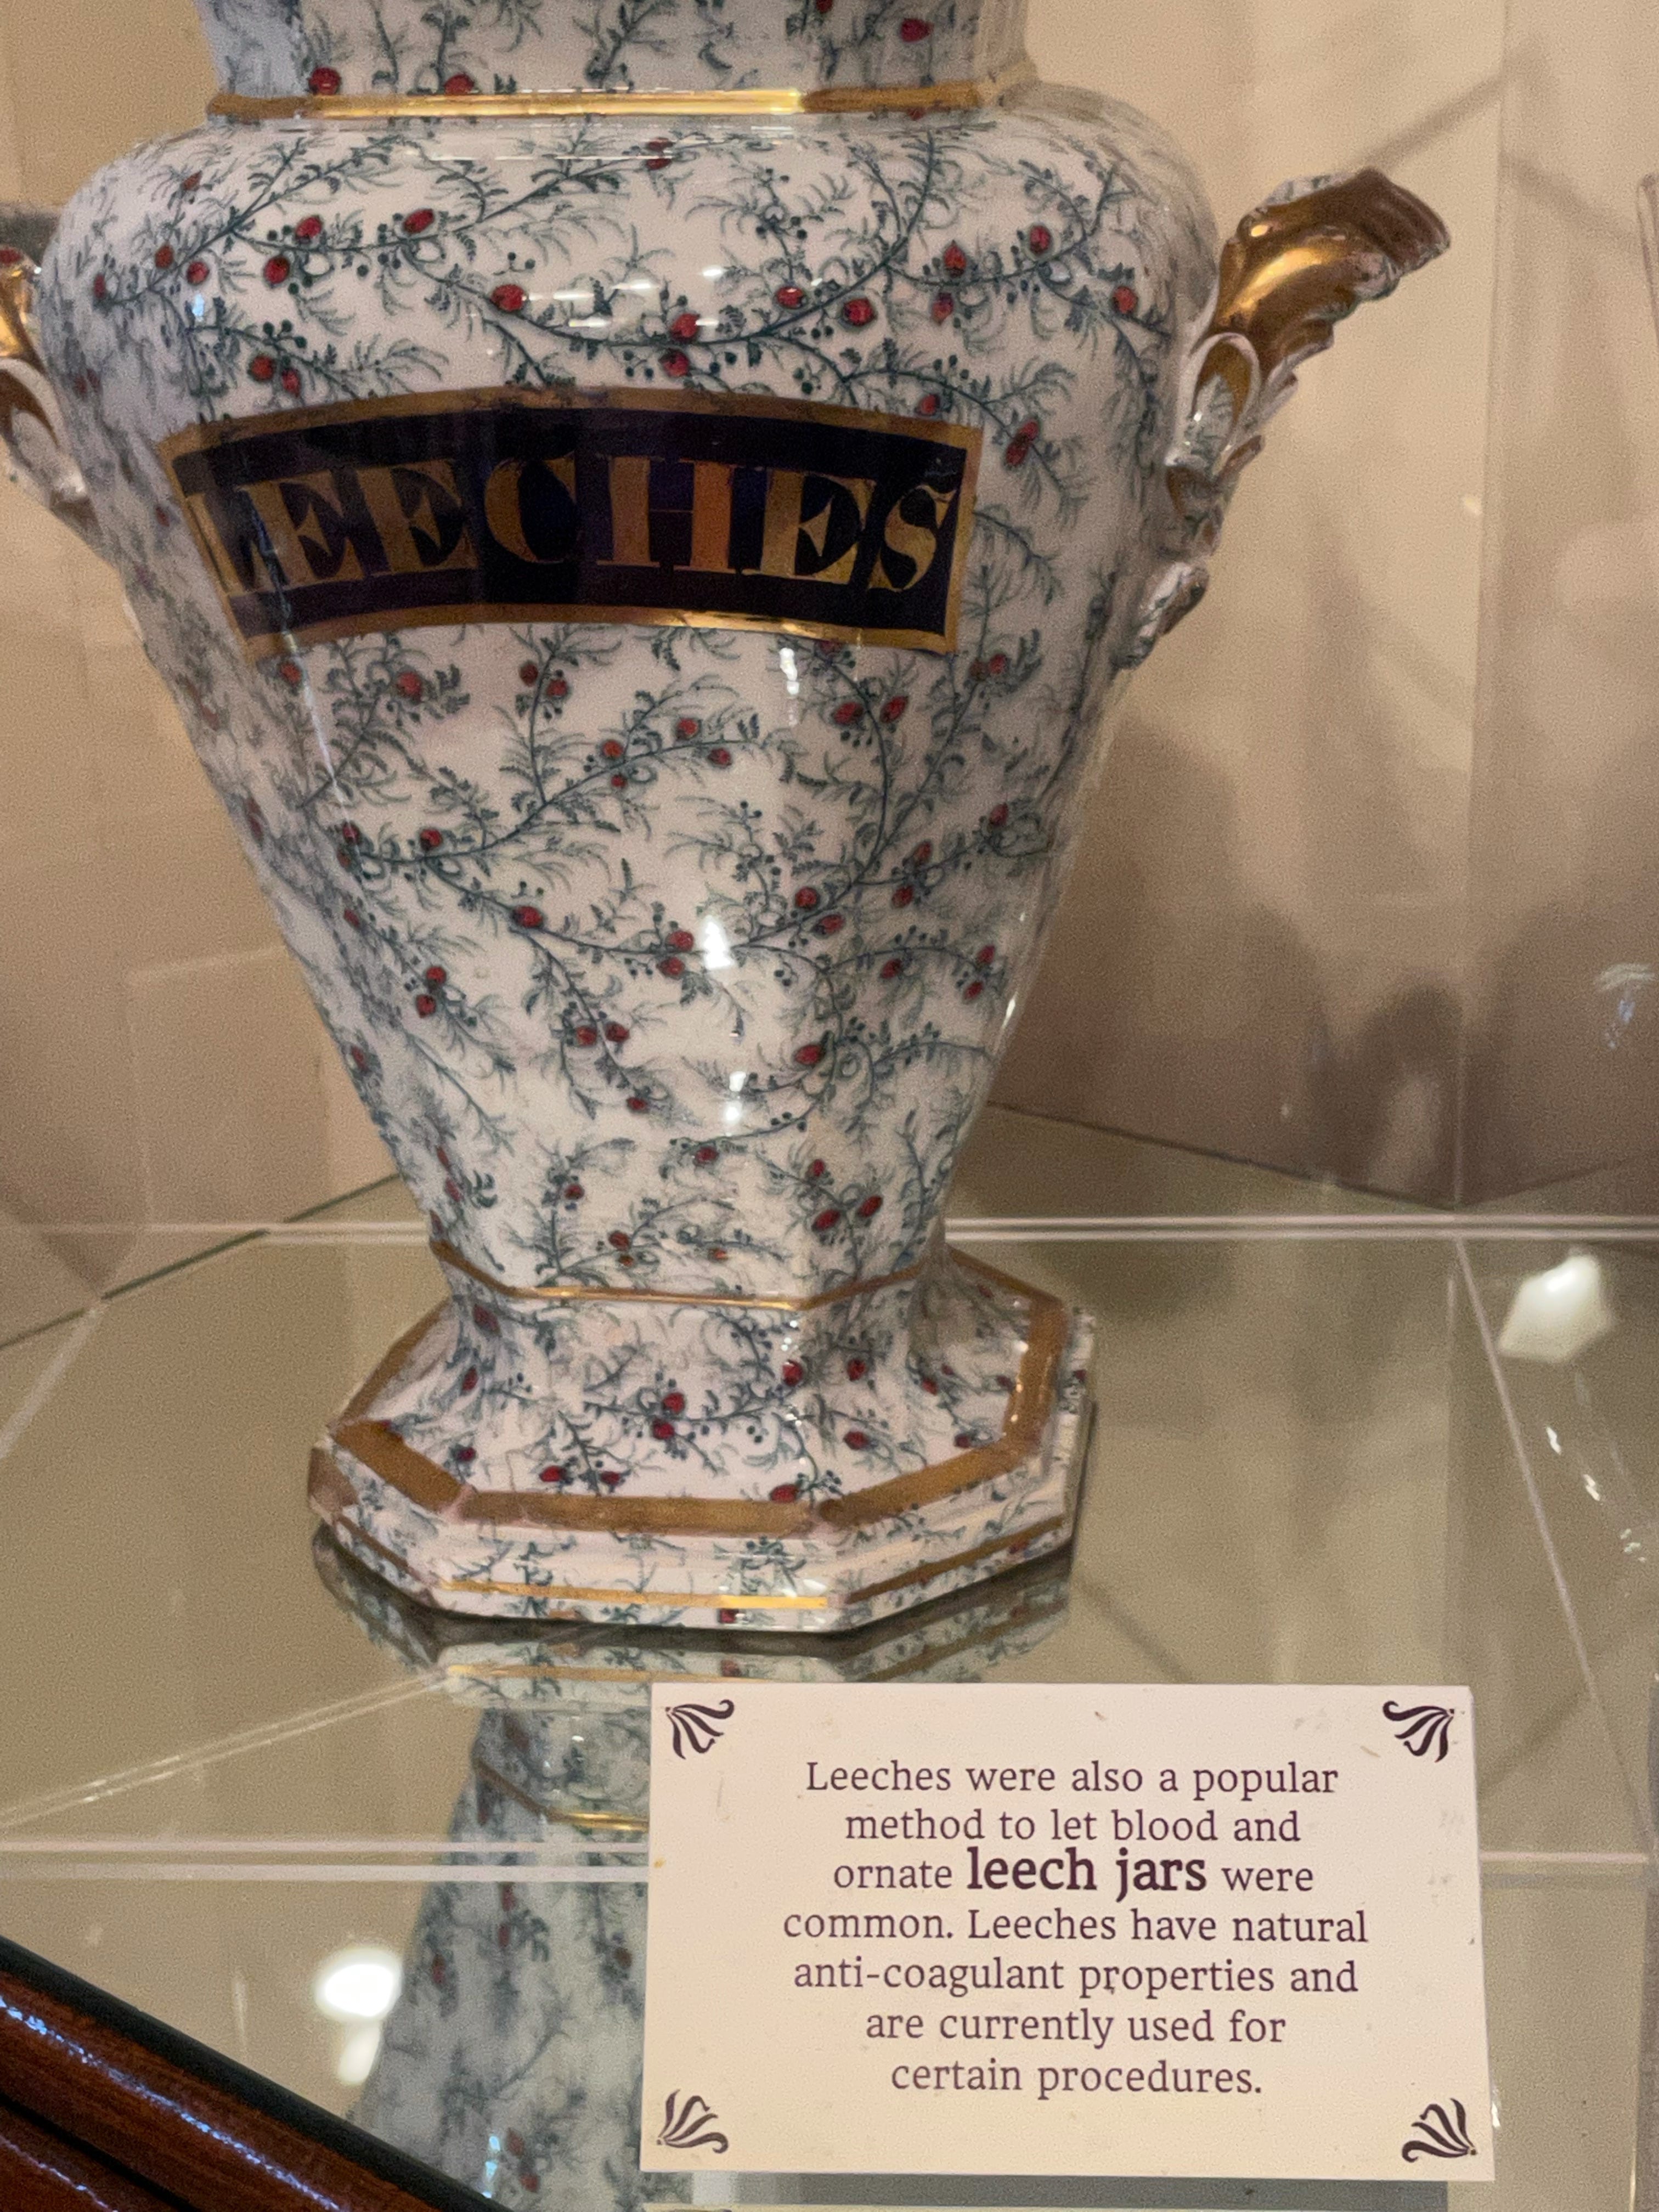 LEECHES
Leeches were also a popular
method to let blood and
ornate leech jars were
common. Leeches have natural
anti-coagulant properties and
are currently used for
certain procedures.